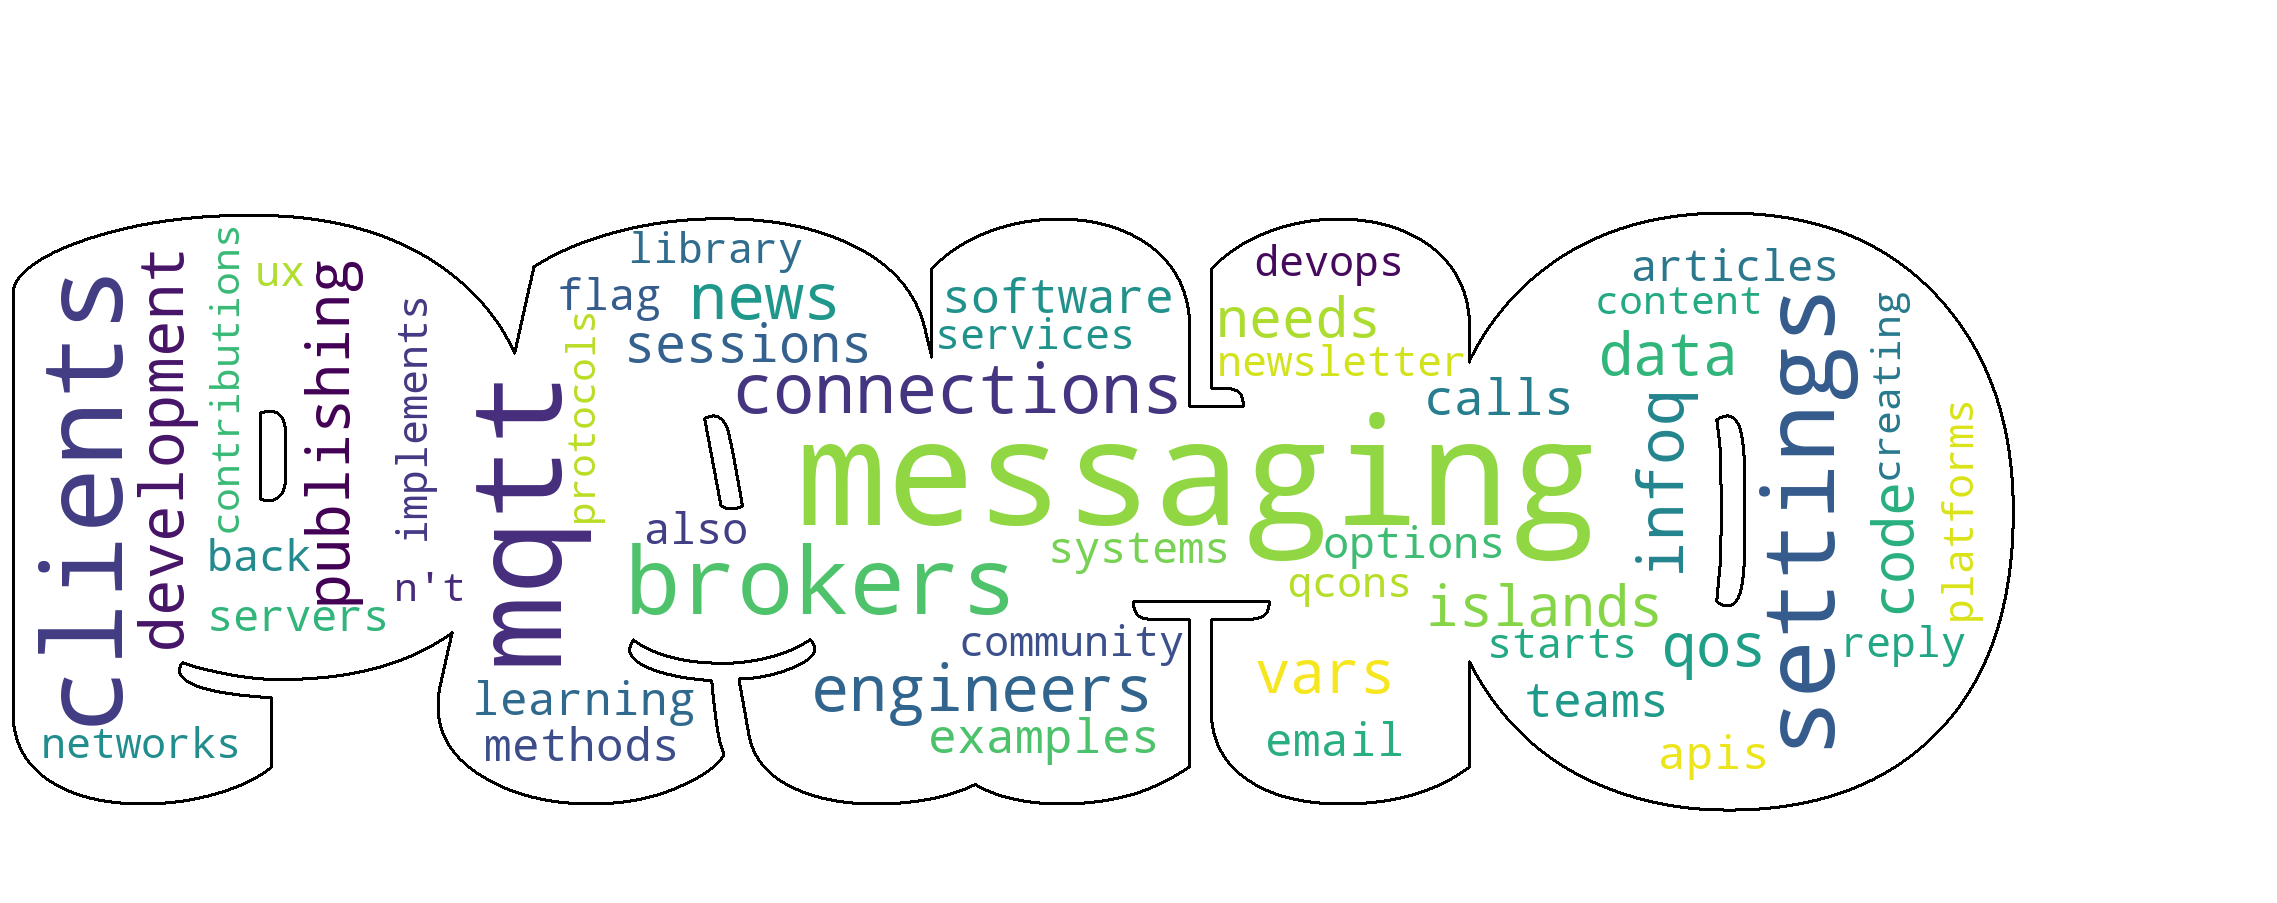 clients
development
contributions
ux
publishing
implements
back
servers
n't
networks
mqtt
protocols
library
flag
news
sessions
connections
software
services
devops
needs
newsletter
calls
messaging
also
brokers
systems
options
qcons
islands
community
engineers
examples
learning
methods
vars
email
articles
content
data
infoq
settings
creating
code
platforms
starts
qos
reply
teams
apis